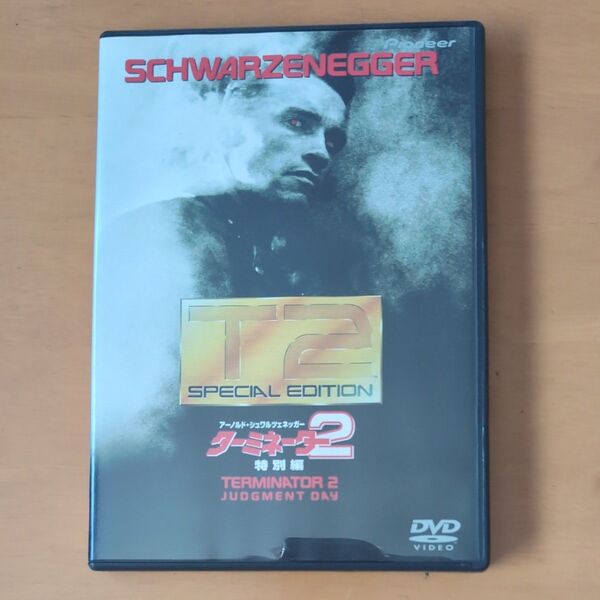 Pioneer
SCHWARZENEGGER
T2
SPECIAL EDITION
アーノルド・シュワルツェネッガー
ターミネーター2
特別編
TERMINATOR 2
JUDGMENT DAY
DVD
VIDEO